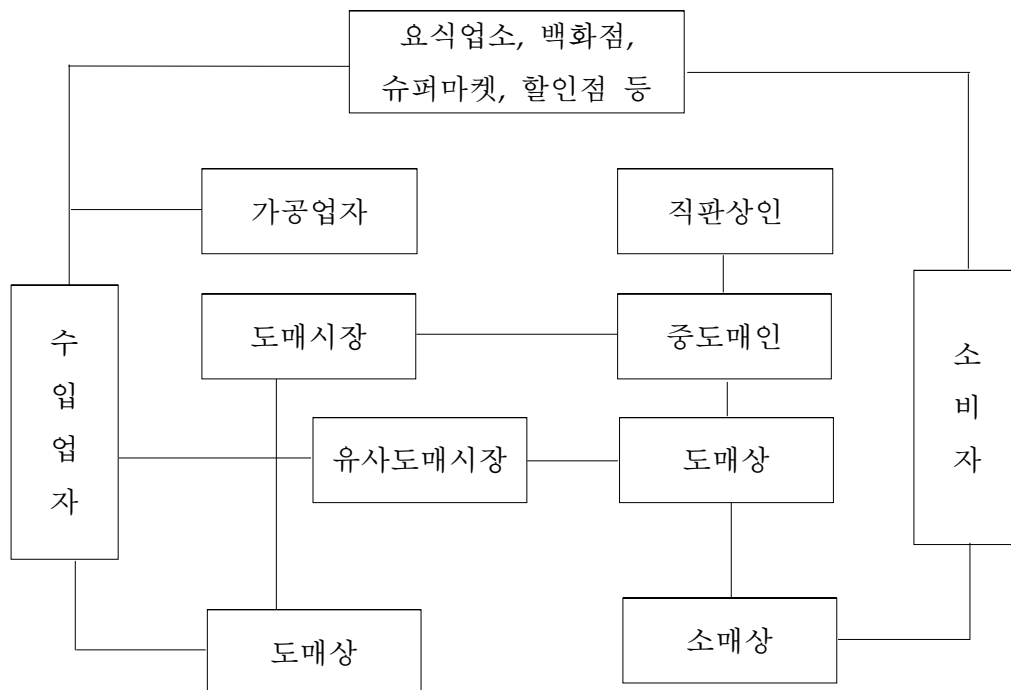 요식업소, 백화점,
슈퍼마켓, 할인점 등
가공업자
직판상인
수
입
업
자
도매시장
중도매인
소
비
자
유사도매시장
도매상
도매상
소매상